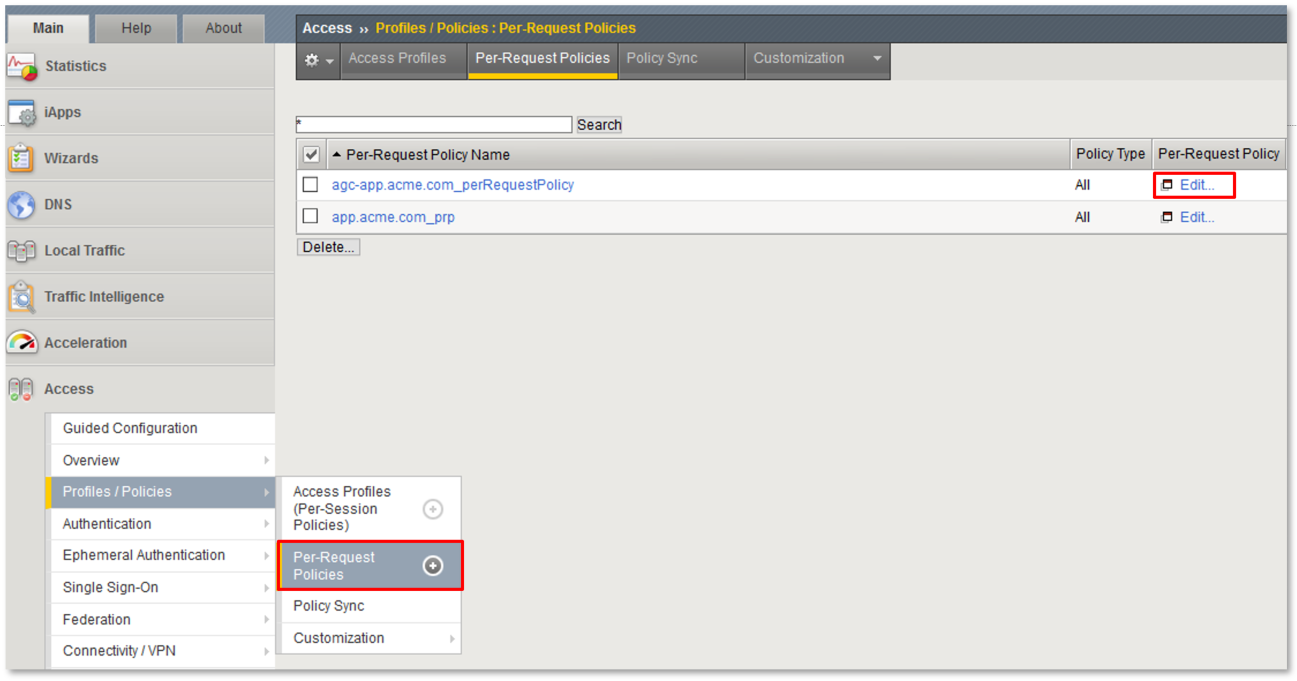 Main Help About
Access ›› Profiles / Policies : Per-Request Policies
Access Profiles Per-Request Policies Policy Sync Customization
Statistics
iApps
Wizards
DNS
Local Traffic
Traffic Intelligence
Acceleration
Access
Guided Configuration
Overview
Profiles / Policies
Authentication
Ephemeral Authentication
Single Sign-On
Federation
Connectivity / VPN
Access Profiles
(Per-Session
Policies)
Per-Request
Policies
Policy Sync
Customization
* Search
Per-Request Policy Name Policy Type Per-Request Policy
agc-app.acme.com_perRequestPolicy All Edit...
app.acme.com_prp All Edit...
Delete...